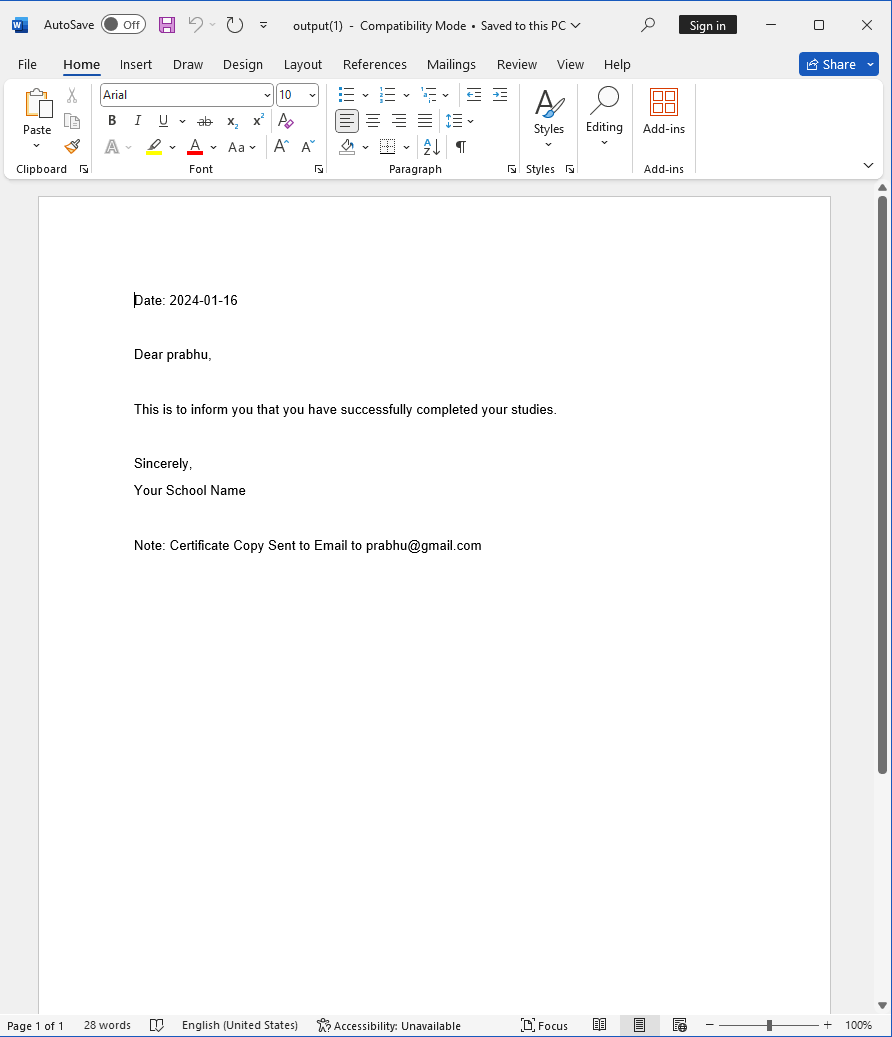 AutoSave Off output(1) - Compatibility Mode • Saved to this PC Sign in
File Home Insert Draw Design Layout References Mailings Review View Help Share
Arial 10
Paste
B I U ab x₂ x²
A A Aa A A
Styles Editing Add-ins
Clipboard Font Paragraph Styles Add-ins
Date: 2024-01-16
Dear prabhu,
This is to inform you that you have successfully completed your studies.
Sincerely,
Your School Name
Note: Certificate Copy Sent to Email to prabhu@gmail.com
Page 1 of 1 28 words English (United States) Accessibility: Unavailable Focus 100%